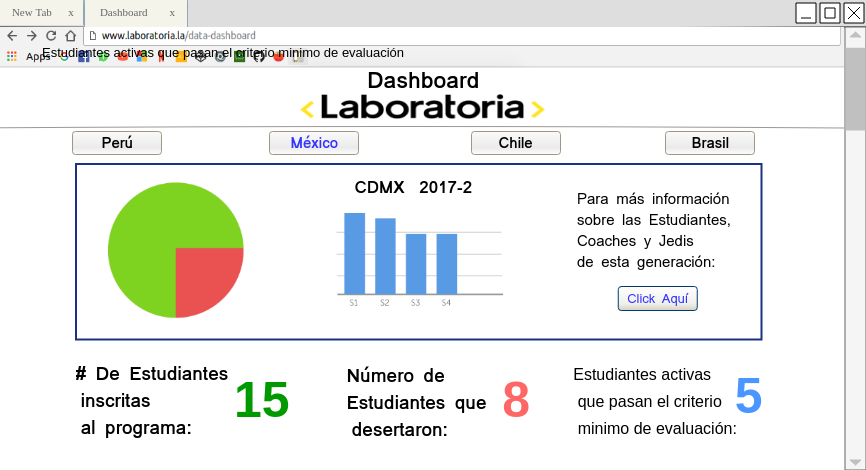 New Tab x Dashboard x
www.laboratoria.la/data-dashboard
Apps
Estudiantes activas que pasan el criterio minimo de evaluación
Dashboard
< Laboratoria >
Perú México Chile Brasil
CDMX 2017-2
S1 S2 S3 S4
Para más información
sobre las Estudiantes,
Coaches y Jedis
de esta generación:
Click Aquí
# De Estudiantes
inscritas
al programa:
15
Número de
Estudiantes que
desertaron:
8
Estudiantes activas
que pasan el criterio
minimo de evaluación:
5